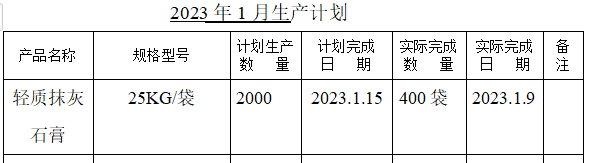 2023 年 1 月生产计划
产品名称 规格型号 计划生产数量 计划完成日期 实际完成数量 实际完成日期 备注
轻质抹灰石膏 25KG/袋 2000 2023.1.15 400 袋 2023.1.9